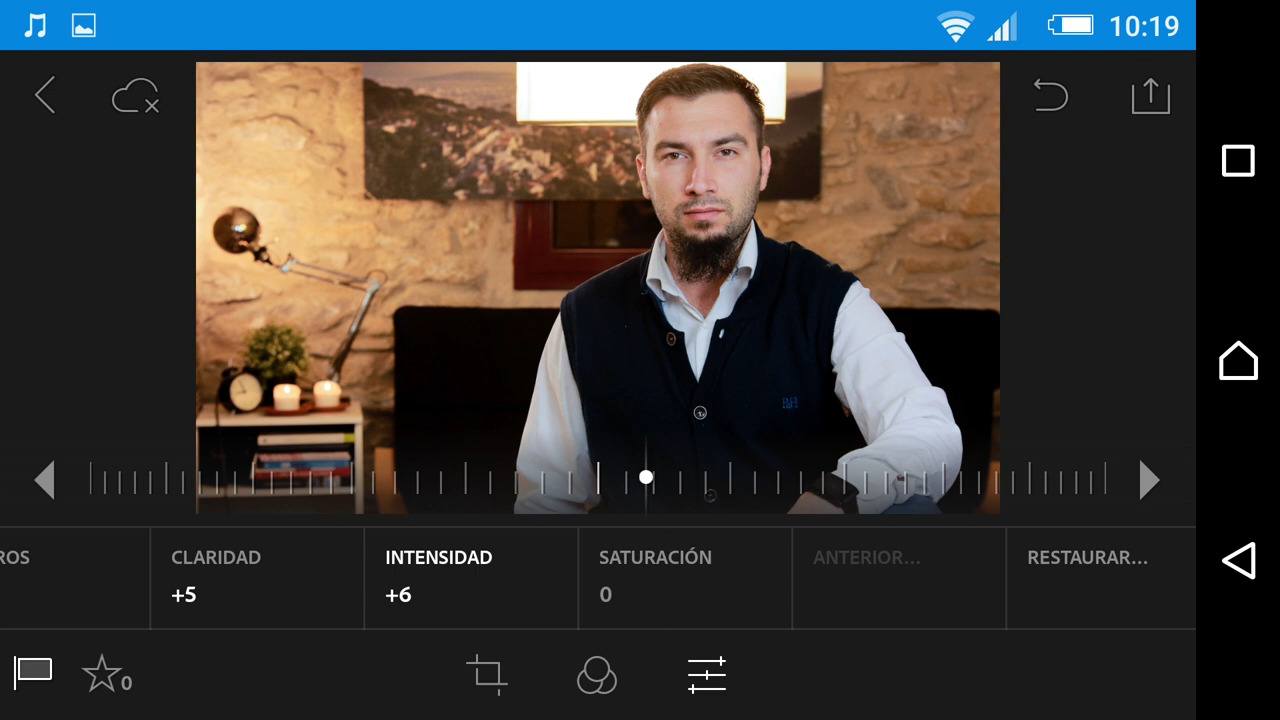 10:19
ROS
CLARIDAD
+5
INTENSIDAD
+6
SATURACIÓN
0
ANTERIOR...
RESTAURAR...
0